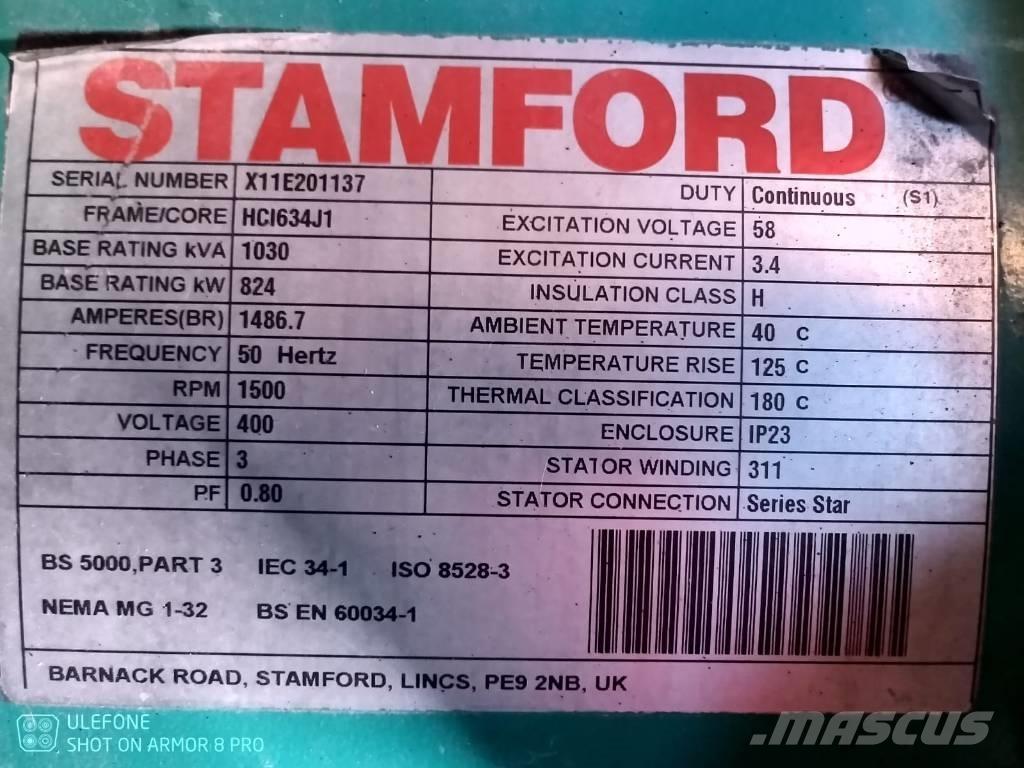 STAMFORD
SERIAL NUMBER X11E201137
FRAME/CORE HCI634J1
BASE RATING kVA 1030
BASE RATING kW 824
AMPERES(BR) 1486.7
FREQUENCY 50 Hertz
RPM 1500
VOLTAGE 400
PHASE 3
PF 0.80
DUTY Continuous (S1)
EXCITATION VOLTAGE 58
EXCITATION CURRENT 3.4
INSULATION CLASS H
AMBIENT TEMPERATURE 40 C
TEMPERATURE RISE 125 C
THERMAL CLASSIFICATION 180 C
ENCLOSURE IP23
STATOR WINDING 311
STATOR CONNECTION Series Star
BS 5000,PART 3 IEC 34-1 ISO 8528-3
NEMA MG 1-32 BS EN 60034-1
BARNACK ROAD, STAMFORD, LINCS, PE9 2NB, UK
ULEFONE
SHOT ON ARMOR 8 PRO
MASCUS